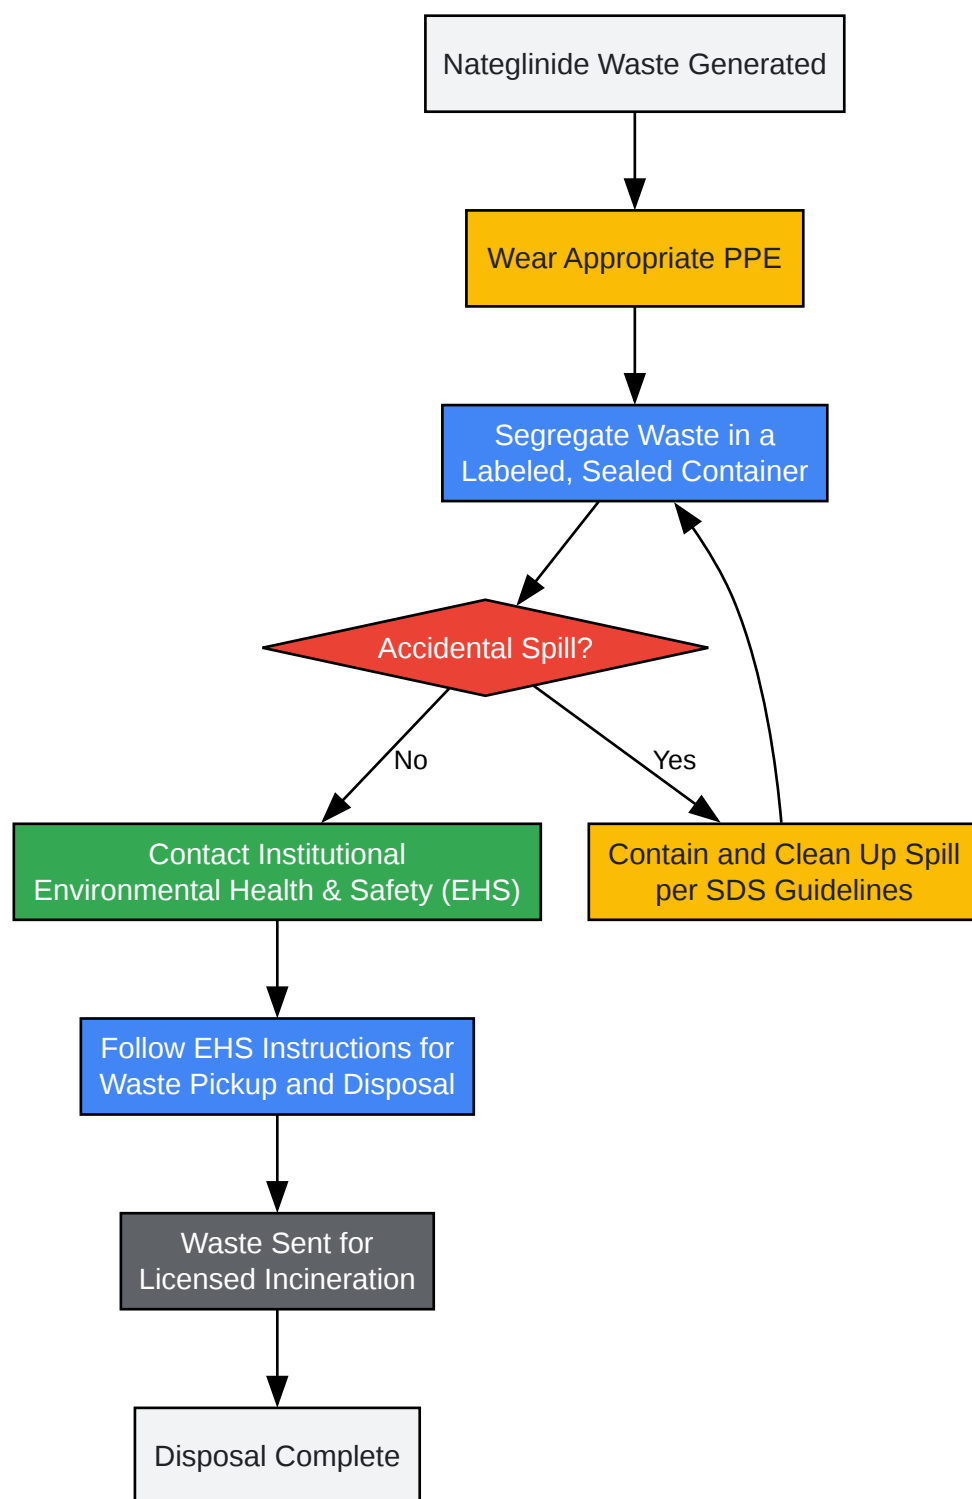 Nateglinide Waste Generated
Wear Appropriate PPE
Segregate Waste in a
Labeled, Sealed Container
Accidental Spill?
No
Yes
Contact Institutional
Environmental Health & Safety (EHS)
Contain and Clean Up Spill
per SDS Guidelines
Follow EHS Instructions for
Waste Pickup and Disposal
Waste Sent for
Licensed Incineration
Disposal Complete